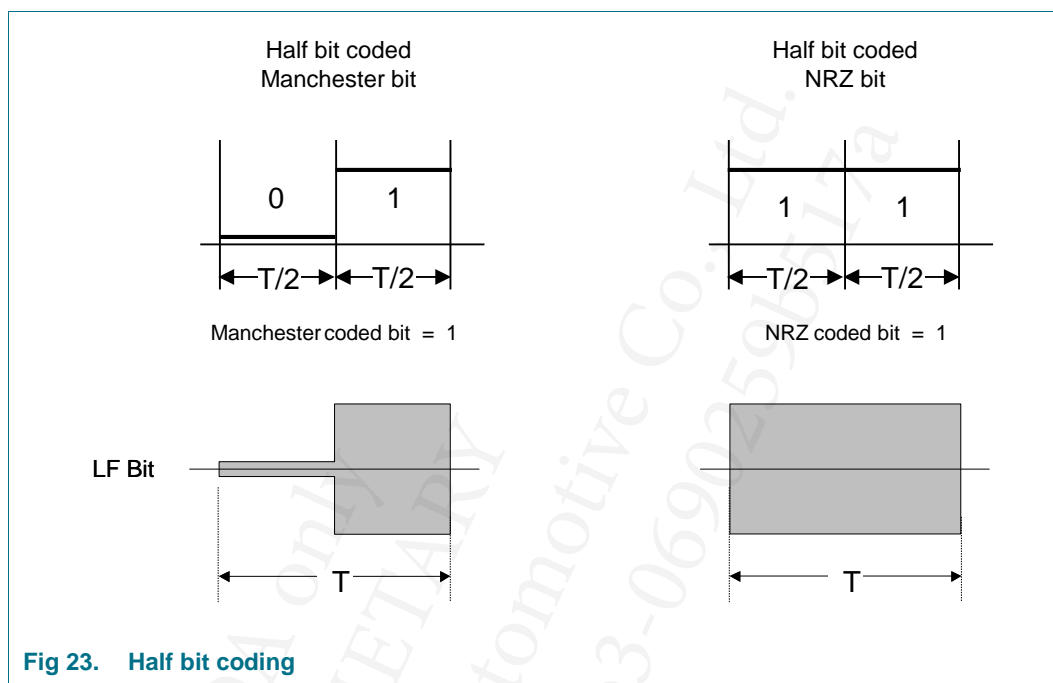 Half bit coded
Manchester bit
Half bit coded
NRZ bit
0 1
1 1
T/2 T/2
T/2 T/2
Manchester coded bit = 1
NRZ coded bit = 1
LF Bit
T
T
Fig 23. Half bit coding